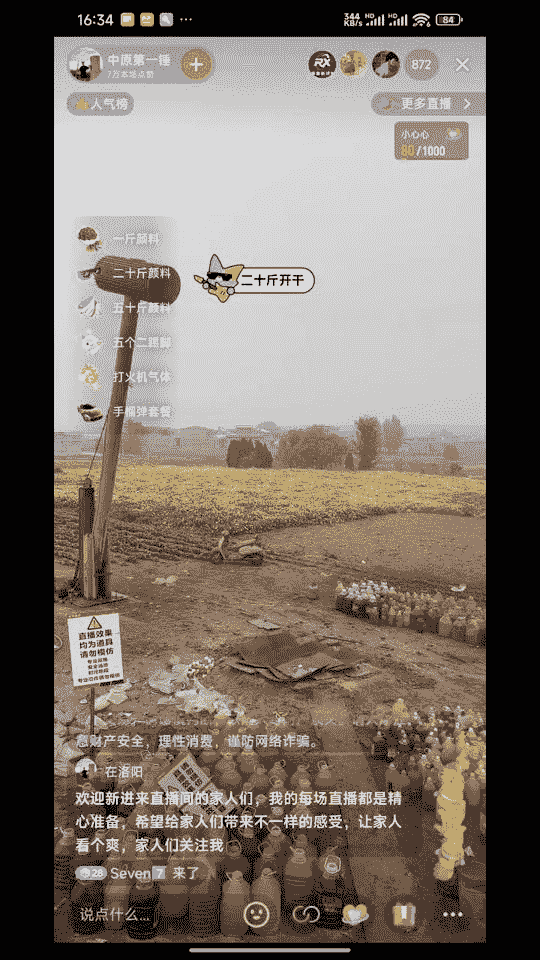 16:34
344 KB/s
HD
HD
84
中原第一锤
7万本场点赞
RX
872
人气榜
更多直播
小心心
80/1000
一斤颜料
二十斤颜料
二十斤开干
五十斤颜料
五个二踢脚
打火机气体
手榴弹套餐
直播效果
均为道具
请勿模仿
息财产安全，理性消费，谨防网络诈骗。
在洛阳
欢迎新进来直播间的家人们，我的每场直播都是精
心准备，希望给家人们带来不一样的感受，让家人
看个爽，家人们关注我
28 Seven 7 来了
说点什么...